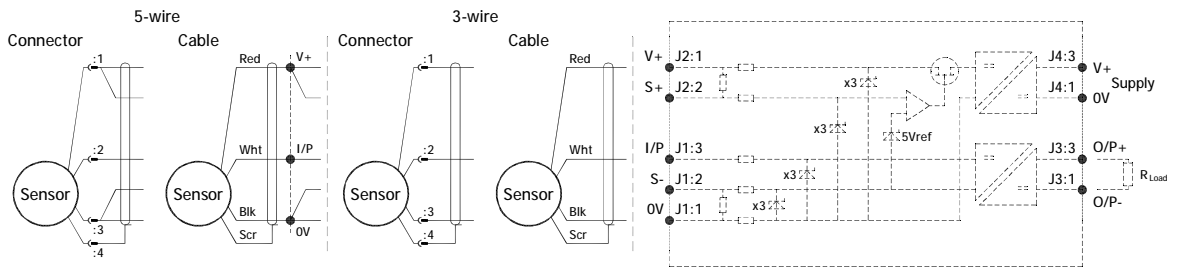 5-wire
Connector
Cable
:1
:2
:3
:4
Sensor
Red
Wht
Blk
Scr
Sensor
V+
I/P
0V
3-wire
Connector
Cable
:1
:2
:3
:4
Sensor
Red
Wht
Blk
Scr
Sensor
V+ J2:1
S+ J2:2
I/P J1:3
S- J1:2
0V J1:1
x3
x3
x3
x3
5Vref
J4:3 V+
Supply
J4:1 0V
J3:3 O/P+
RLoad
J3:1
O/P-